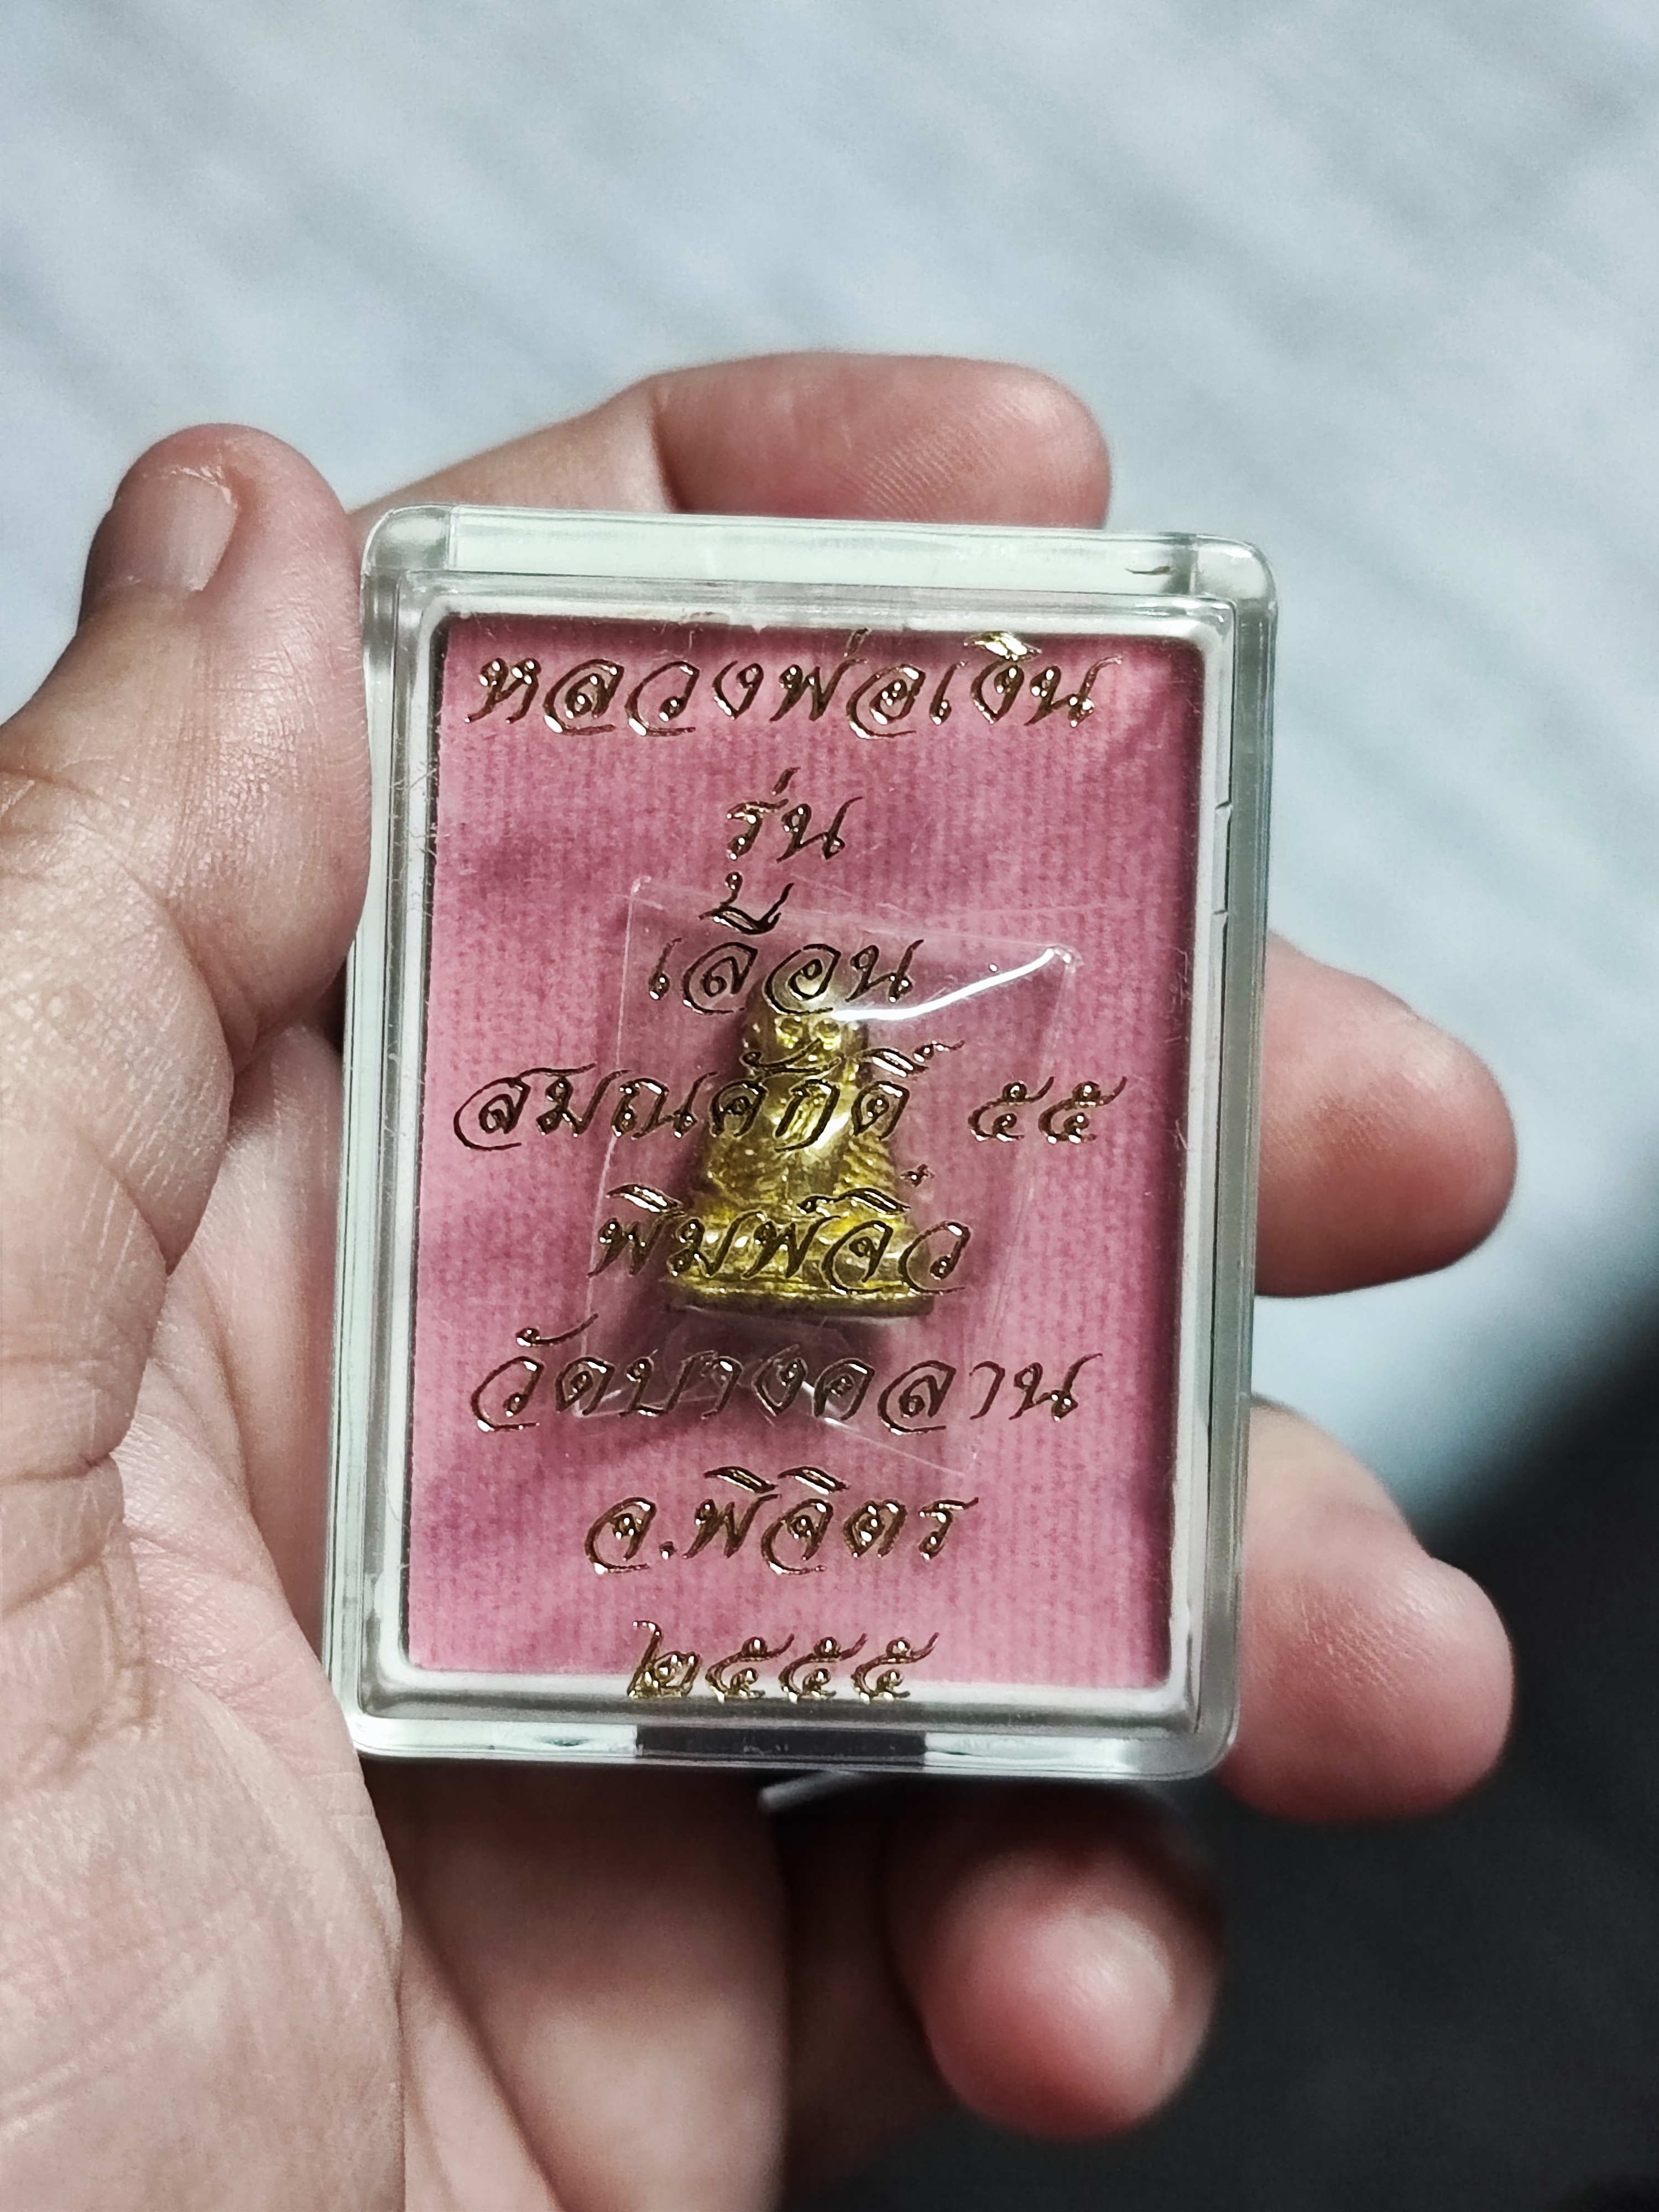 หลวงพ่อเงิน
รุ่น
เลื่อน
สมณศักดิ์ ๕๕
พิมพ์จิ๋ว
วัดบางคลาน
จ.พิจิตร
๒๕๕๕